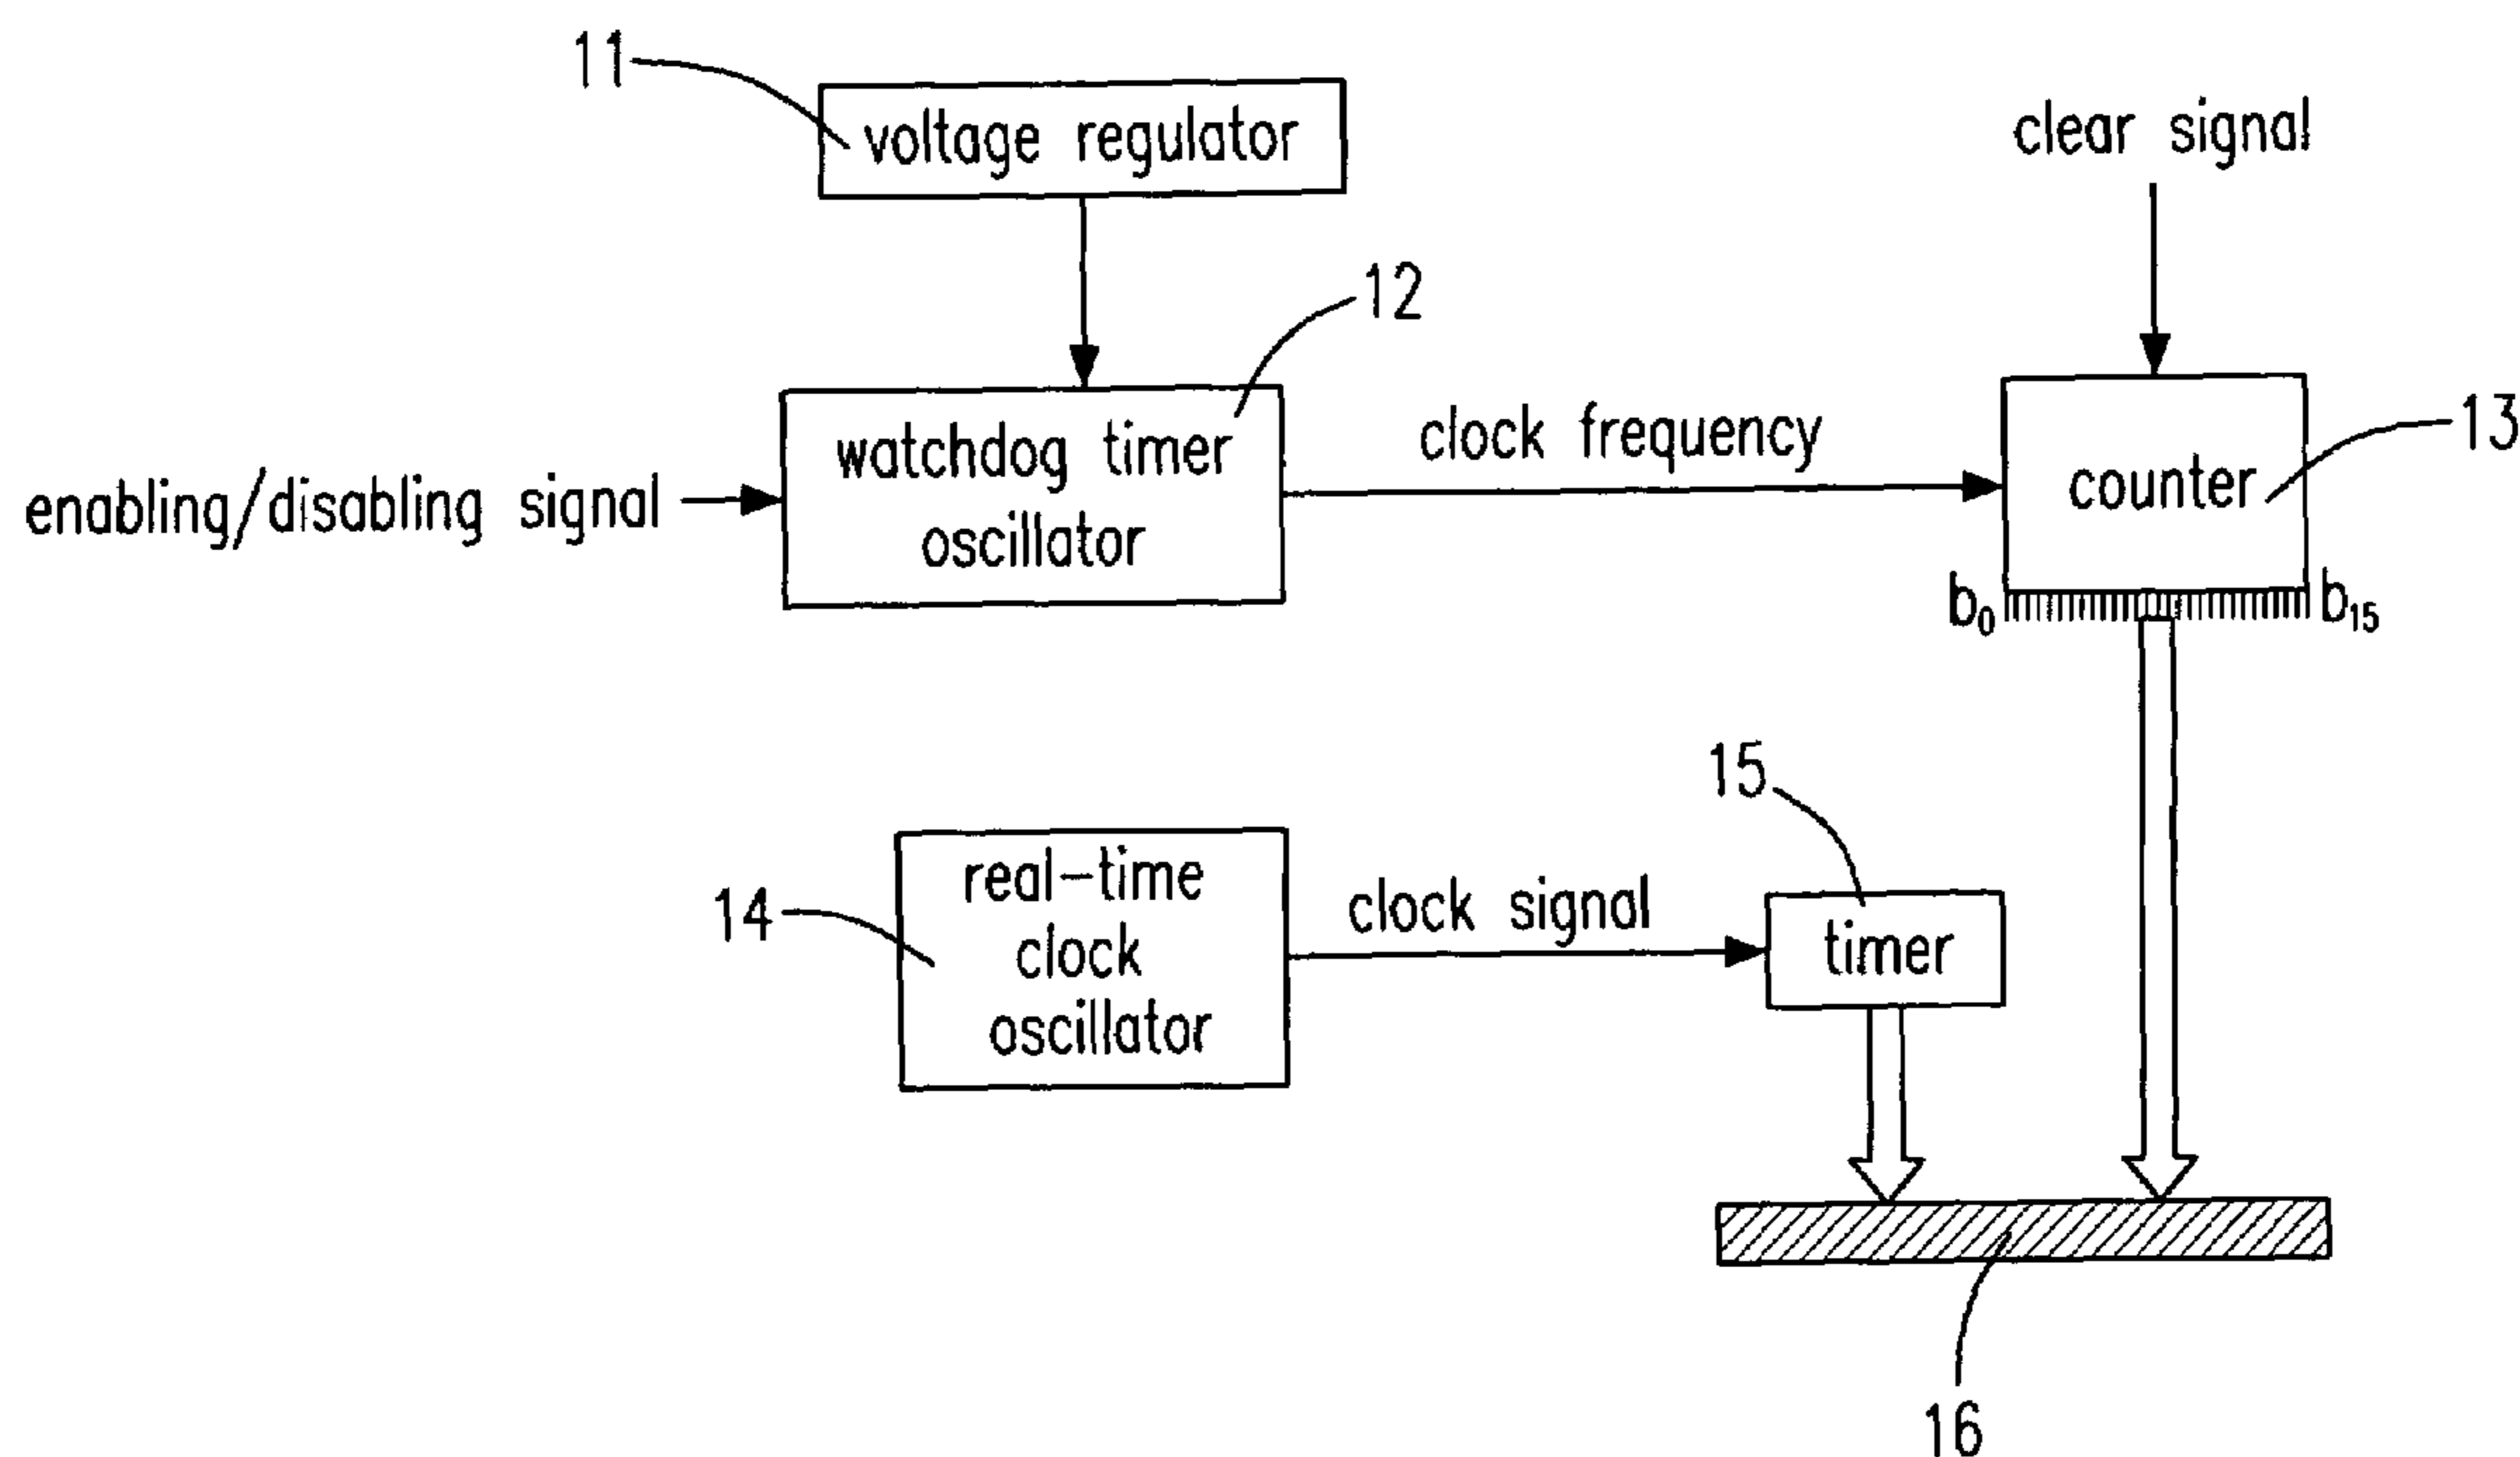 11
voltage regulator
clear signal
12
watchdog timer
oscillator
clock frequency
13
counter
enabling/disabling signal
b0
b15
15
14
real-time
clock
oscillator
clock signal
timer
16